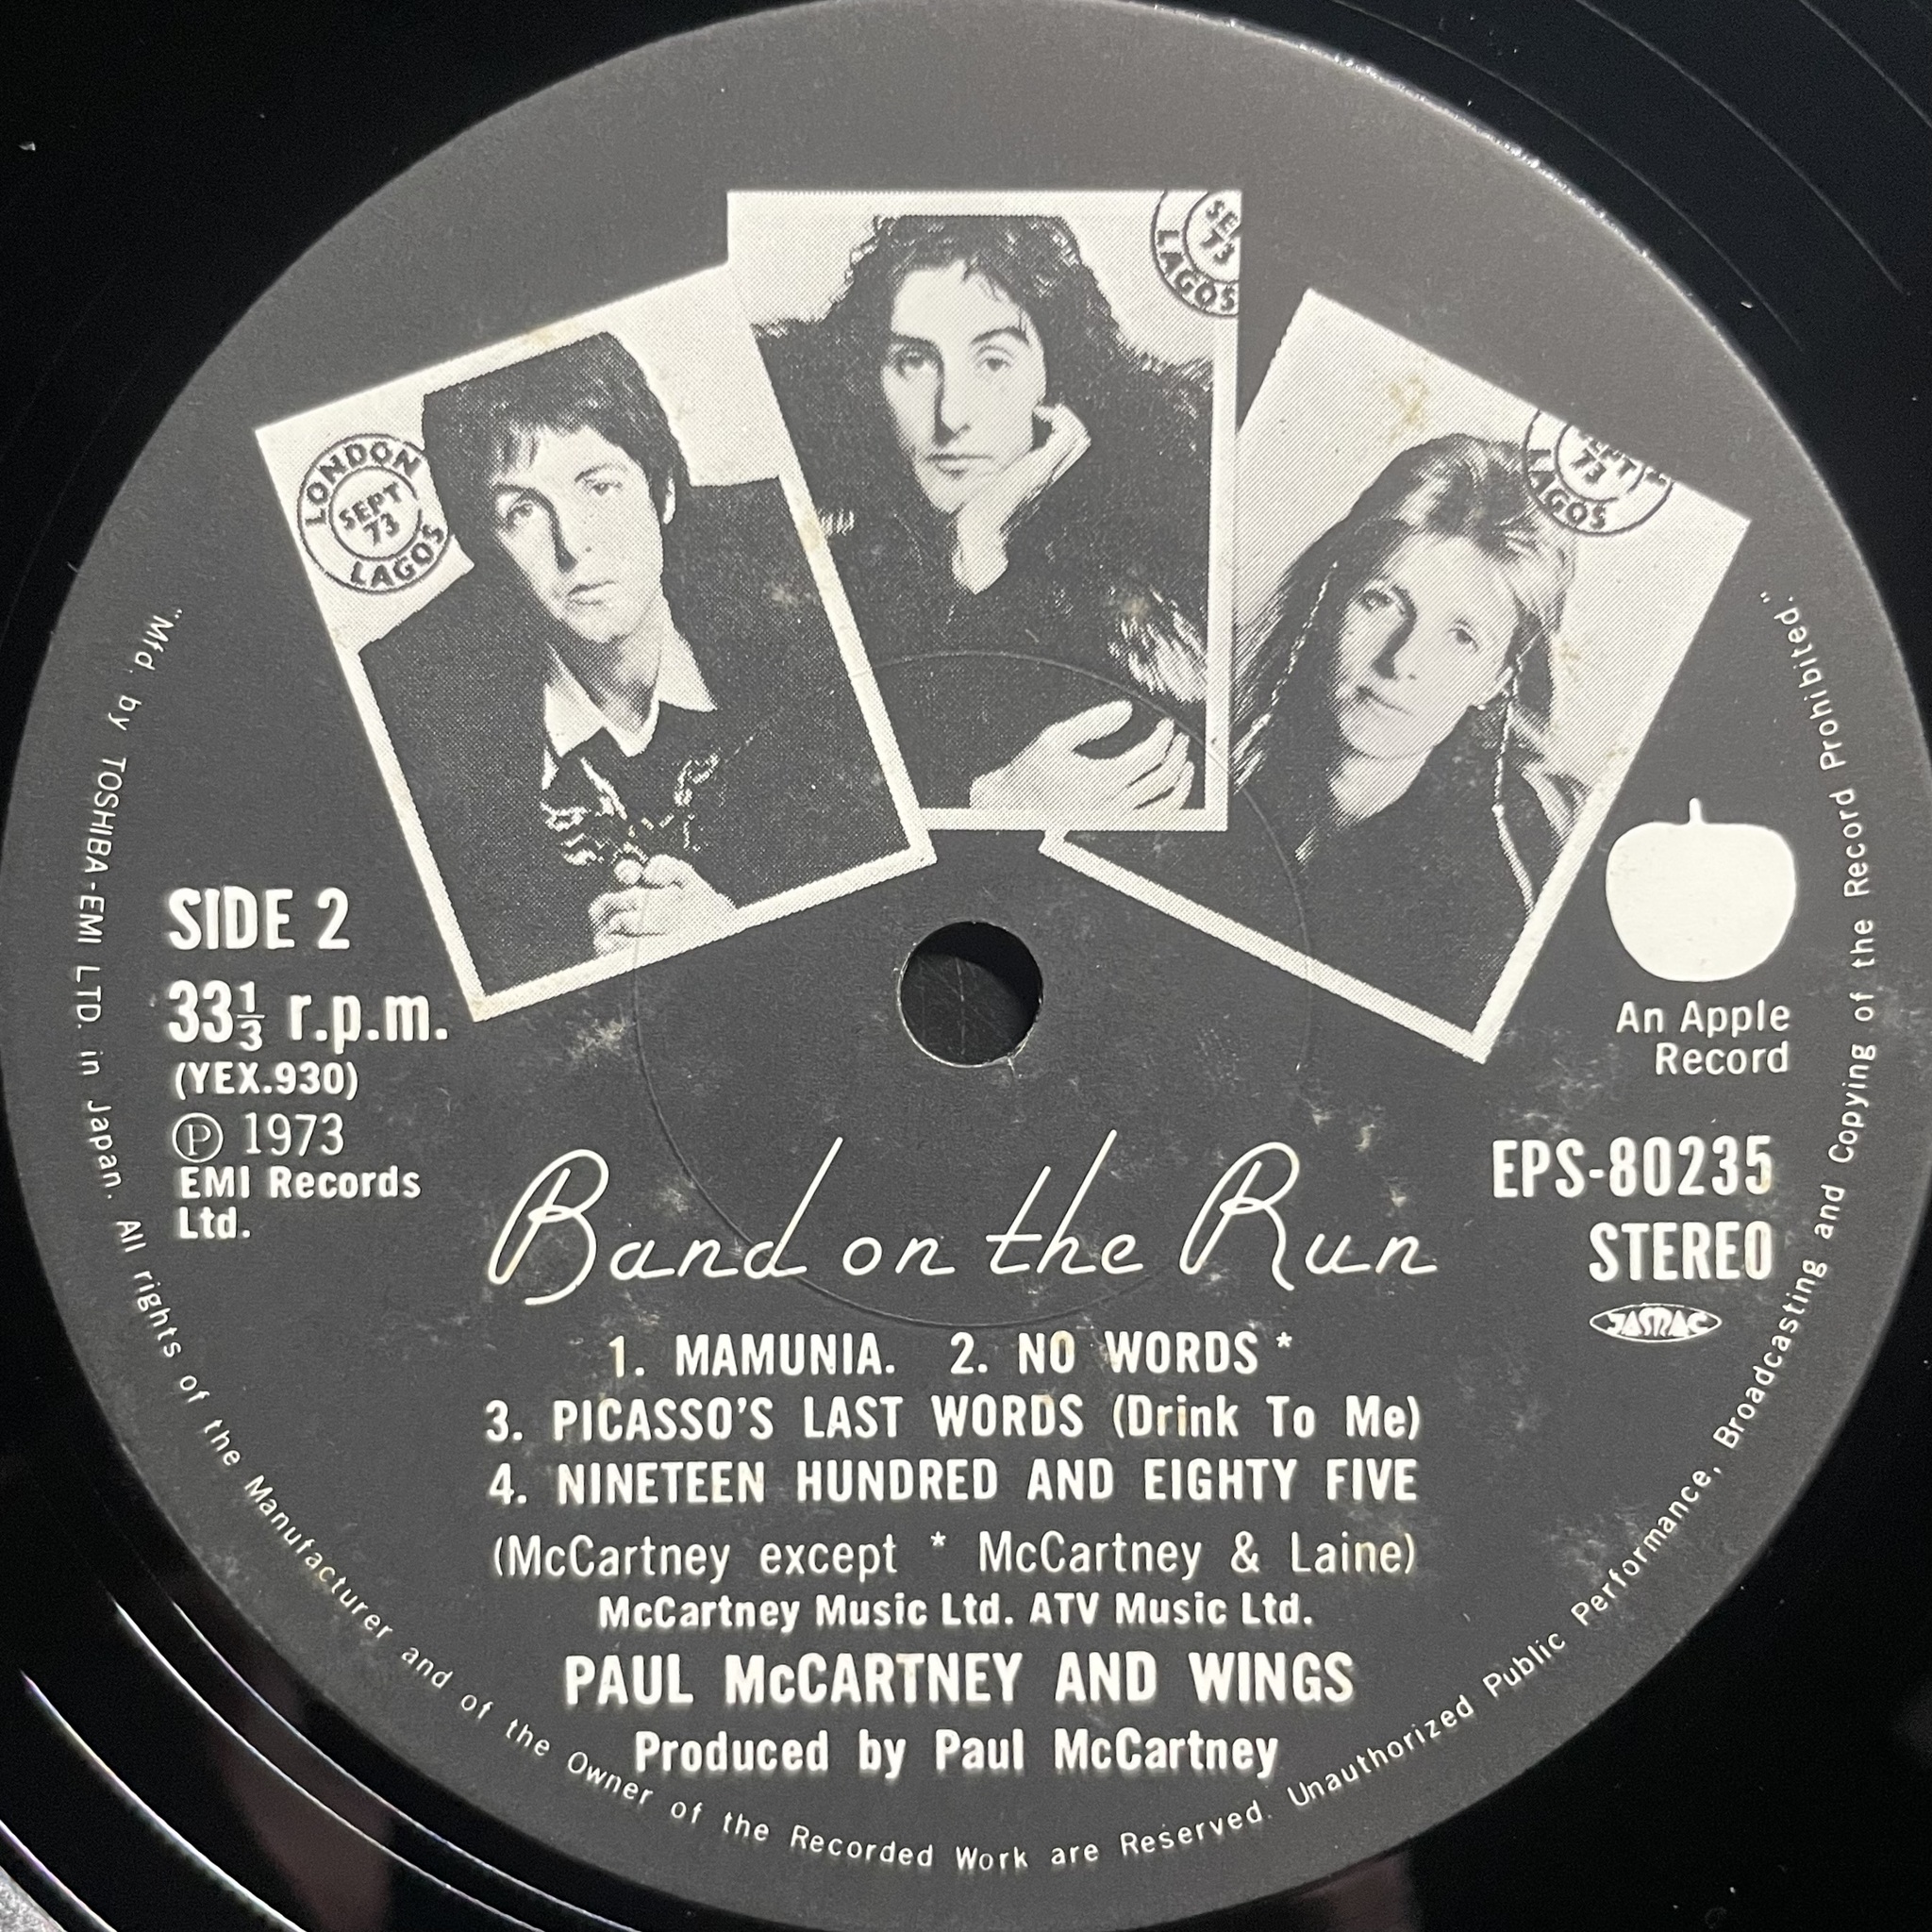 LONDON
SEPT
73
LAGOS
73
LAGOS
73
LAGOS
SIDE 2
33⅓ r.p.m.
(YEX.930)
Ⓟ 1973
EMI Records
Ltd.
An Apple
Record
EPS-80235
STEREO
JASRAC
Band on the Run
1. MAMUNIA. 2. NO WORDS *
3. PICASSO'S LAST WORDS (Drink To Me)
4. NINETEEN HUNDRED AND EIGHTY FIVE
(McCartney except * McCartney & Laine)
McCartney Music Ltd. ATV Music Ltd.
PAUL McCARTNEY AND WINGS
Produced by Paul McCartney
"Mfd. by TOSHIBA-EMI LTD. in Japan. All rights of the Manufacturer and of the Owner of the Recorded Work are Reserved. Unauthorized Public Performance, Broadcasting and Copying of the Record Prohibited."